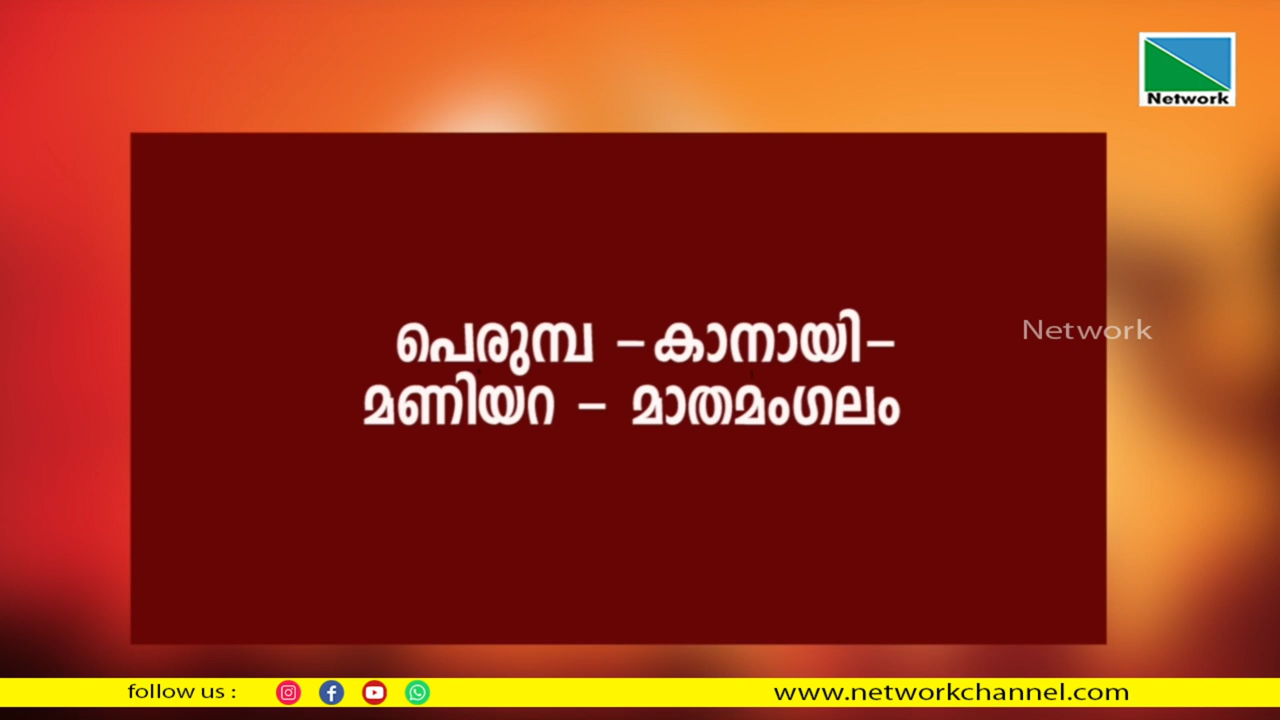 Network
പെരുമ്പ -കാനായി-
Network
മണിയറ - മാതമംഗലം
follow us :
www.networkchannel.com